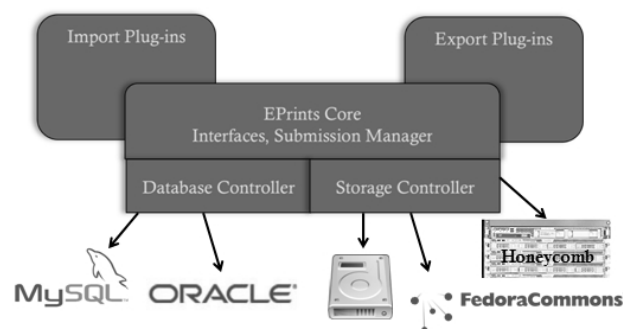 Import Plug-ins
Export Plug-ins
EPrints Core
Interfaces, Submission Manager
Database Controller
Storage Controller
Honeycomb
MySQL
ORACLE
FedoraCommons